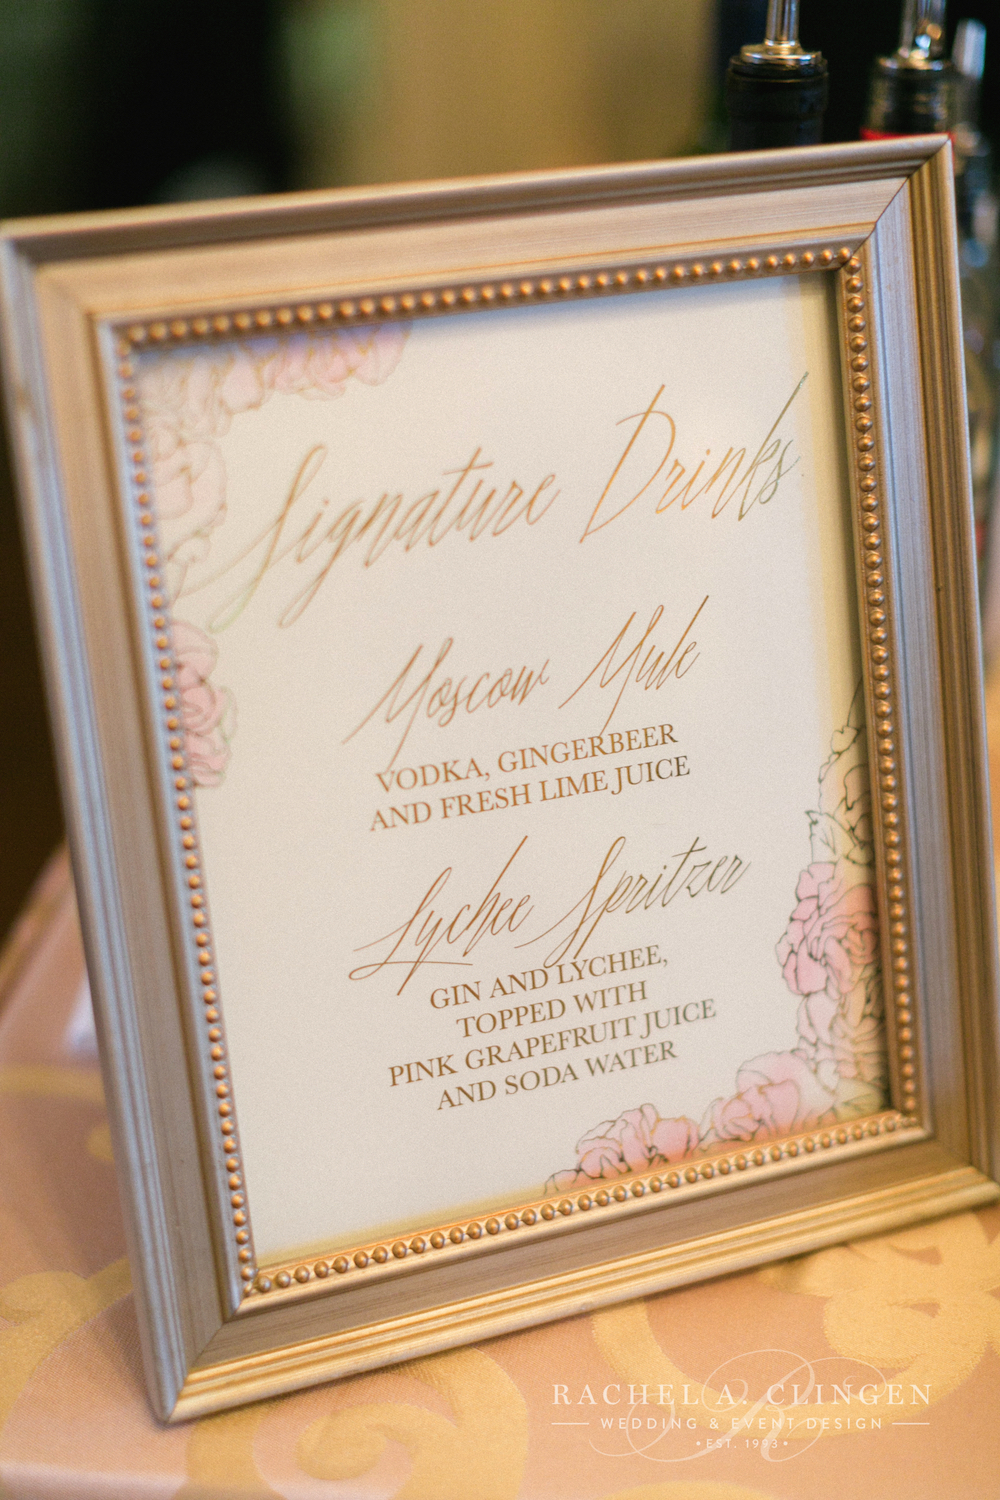 Signature Drinks
Moscow Mule
VODKA, GINGERBEER
AND FRESH LIME JUICE
Lychee Spritzer
GIN AND LYCHEE,
TOPPED WITH
PINK GRAPEFRUIT JUICE
AND SODA WATER
RACHEL A. CLINGEN
WEDDING & EVENT DESIGN
•EST. 1993•